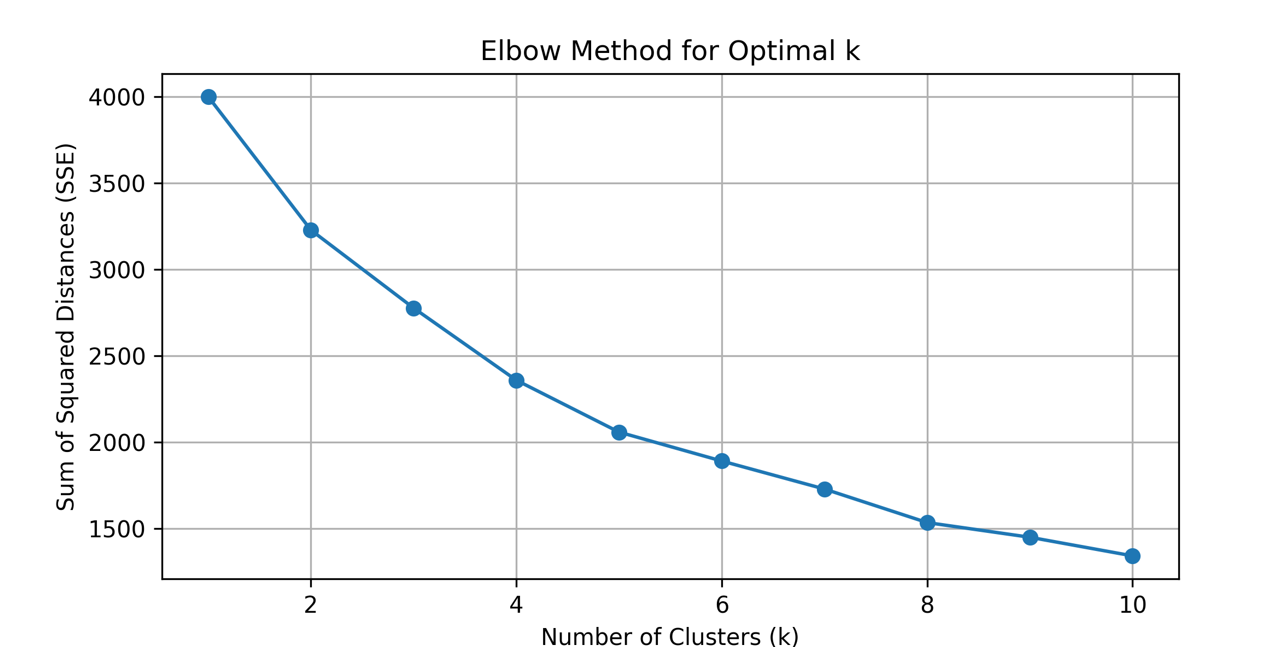 Elbow Method for Optimal k
Sum of Squared Distances (SSE)
4000
3500
3000
2500
2000
1500
2 4 6 8 10
Number of Clusters (k)